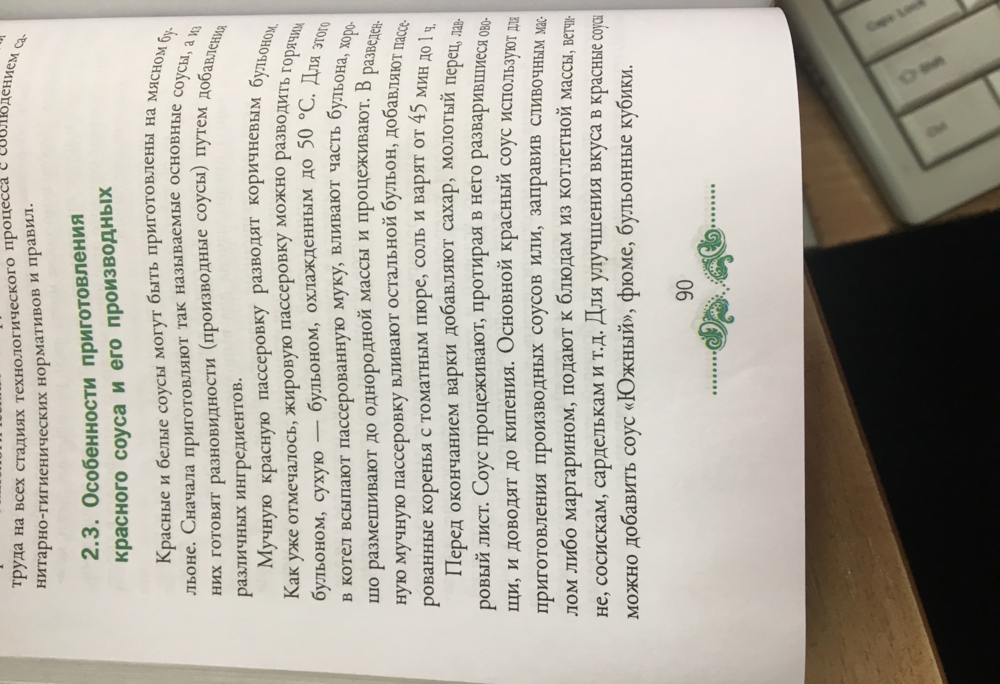 процесса с соблюдением са-
труда на всех стадиях технологического
нитарно-гигиенических нормативов и правил.
2.3. Особенности приготовления
красного соуса и его производных
Красные и белые соусы могут быть приготовлены на мясном бу-
льоне. Сначала приготовляют так называемые основные соусы, а из
них готовят разновидности (производные соусы) путем добавления
различных ингредиентов.
Мучную красную пассеровку разводят коричневым бульоном.
Как уже отмечалось, жировую пассеровку можно разводить горячим
бульоном, сухую — бульоном, охлажденным до 50 °С. Для этого
в котел всыпают пассерованную муку, вливают часть бульона, хоро-
шо размешивают до однородной массы и процеживают. В разведен-
ную мучную пассеровку вливают остальной бульон, добавляют пассе-
рованные коренья с томатным пюре, соль и варят от 45 мин до 1 ч.
Перед окончанием варки добавляют сахар, молотый перец, лав-
ровый лист. Соус процеживают, протирая в него разварившиеся ово-
щи, и доводят до кипения. Основной красный соус используют для
приготовления производных соусов или, заправив сливочным мас-
лом либо маргарином, подают к блюдам из котлетной массы, ветчи-
не, сосискам, сарделькам и т.д. Для улучшения вкуса в красные соусы
можно добавить соус «Южный», фюме, бульонные кубики.
90
Caps Lock
Shift
Ctrl